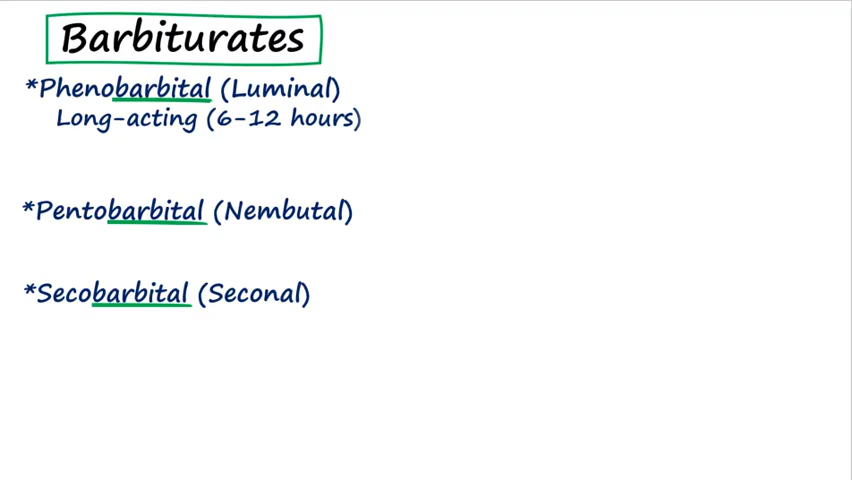 Barbiturates
*Phenobarbital (Luminal)
Long-acting (6-12 hours)
*Pentobarbital (Nembutal)
*Secobarbital (Seconal)